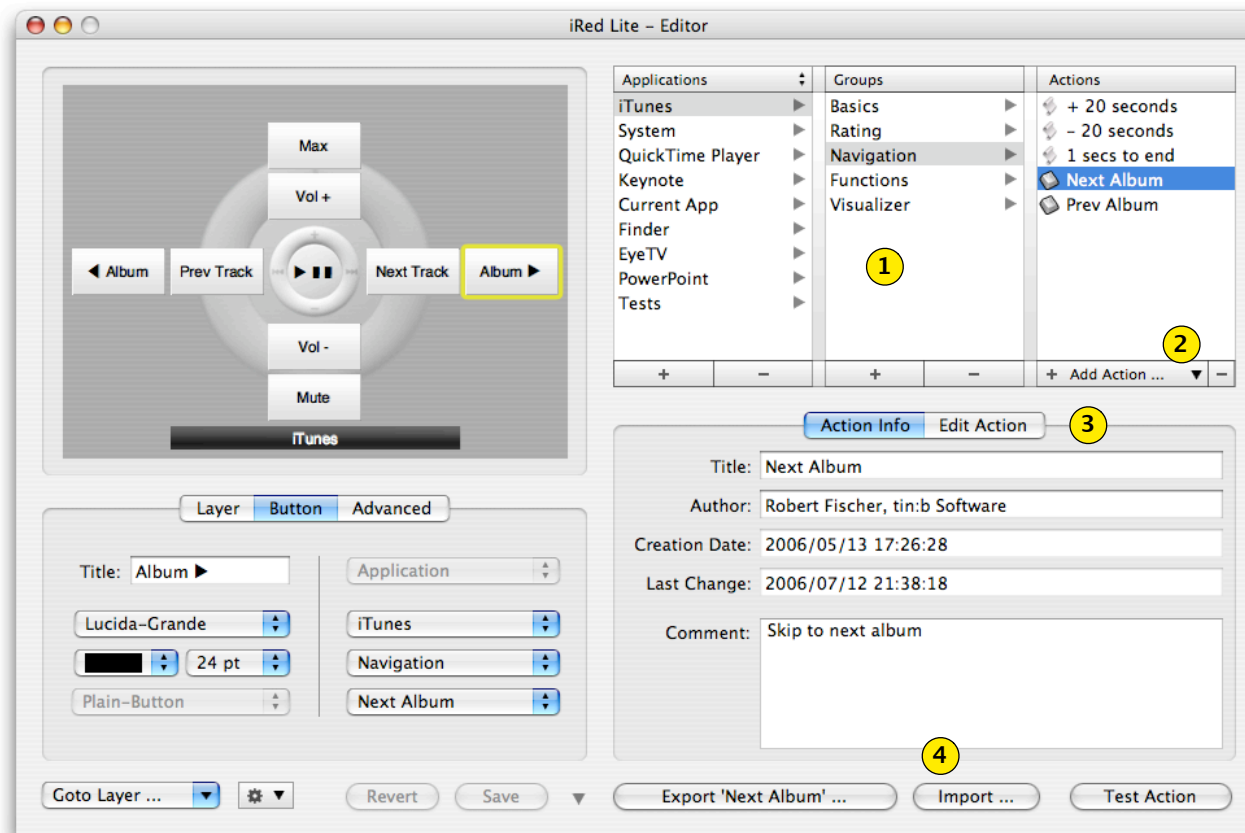 iRed Lite – Editor
Max
Vol +
◀ Album
Prev Track
Next Track
Album ▶
Vol -
Mute
iTunes
Layer
Button
Advanced
Title:
Album ▶
Lucida-Grande
24 pt
Plain-Button
Application
iTunes
Navigation
Next Album
Goto Layer ...
Revert
Save
Applications
iTunes
System
QuickTime Player
Keynote
Current App
Finder
EyeTV
PowerPoint
Tests
+ −
Groups
Basics
Rating
Navigation
Functions
Visualizer
1
+ −
Actions
+ 20 seconds
– 20 seconds
1 secs to end
Next Album
Prev Album
2
+ Add Action ... ▼ −
Action Info
Edit Action
3
Title: Next Album
Author: Robert Fischer, tin:b Software
Creation Date: 2006/05/13 17:26:28
Last Change: 2006/07/12 21:38:18
Comment: Skip to next album
4
Export 'Next Album' ...
Import ...
Test Action